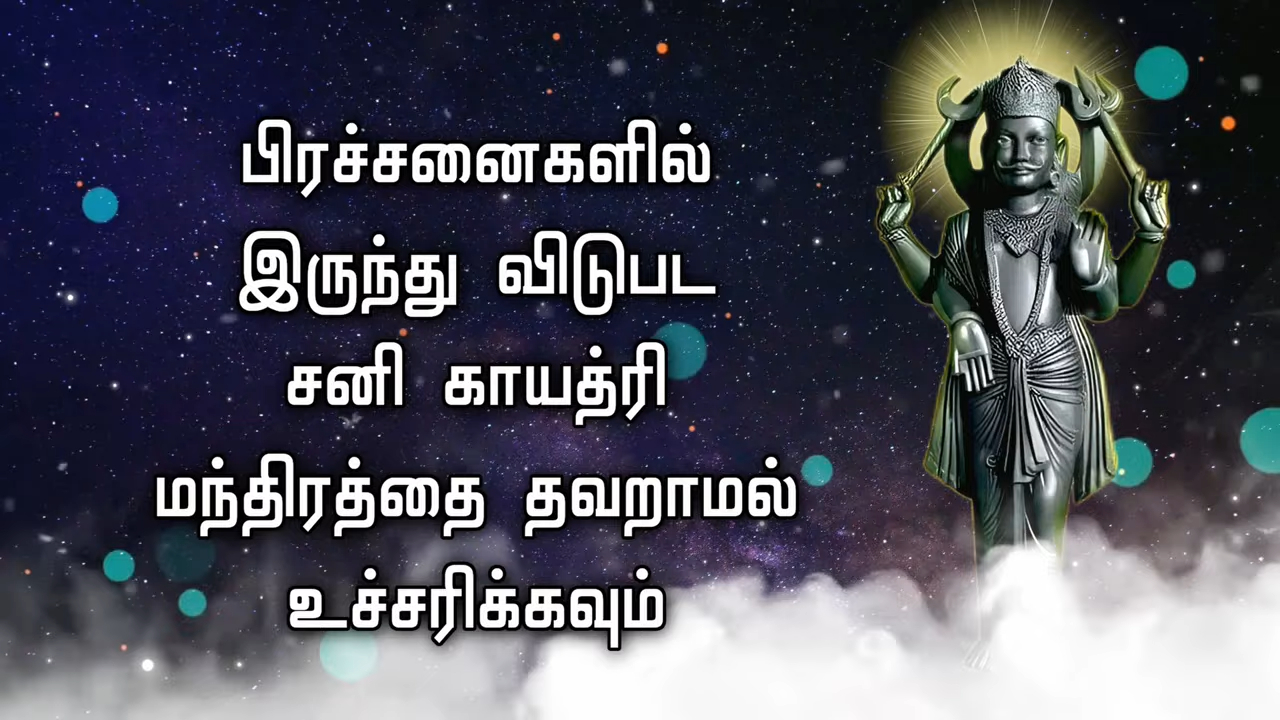 பிரச்சனைகளில்
இருந்து விடுபட
சனி காயத்ரி
மந்திரத்தை தவறாமல்
உச்சரிக்கவும்